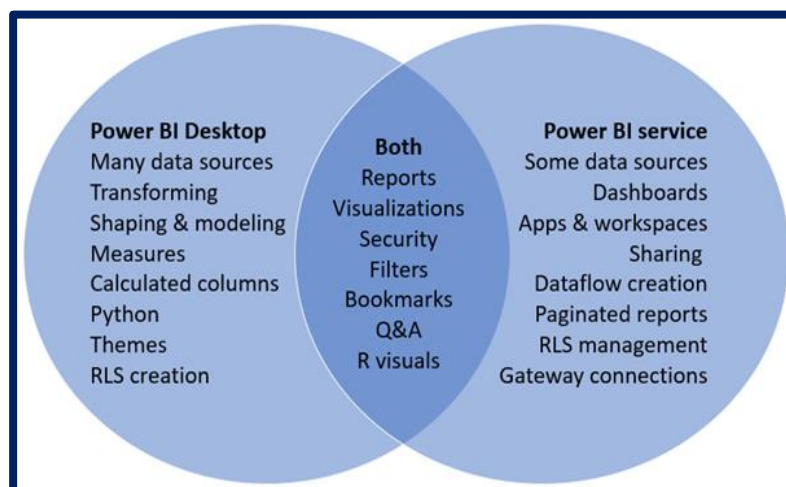 Power BI Desktop
Many data sources
Transforming
Shaping & modeling
Measures
Calculated columns
Python
Themes
RLS creation
Both
Reports
Visualizations
Security
Filters
Bookmarks
Q&A
R visuals
Power BI service
Some data sources
Dashboards
Apps & workspaces
Sharing
Dataflow creation
Paginated reports
RLS management
Gateway connections